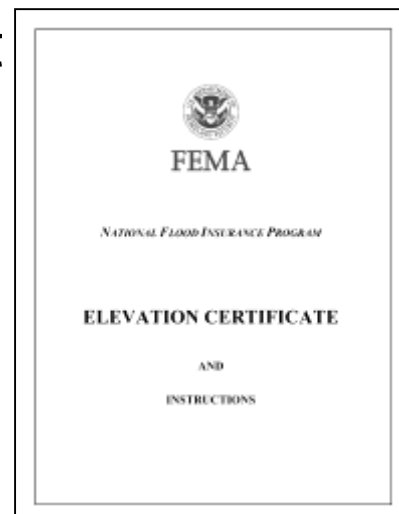 FEMA
NATIONAL FLOOD INSURANCE PROGRAM
ELEVATION CERTIFICATE
AND
INSTRUCTIONS